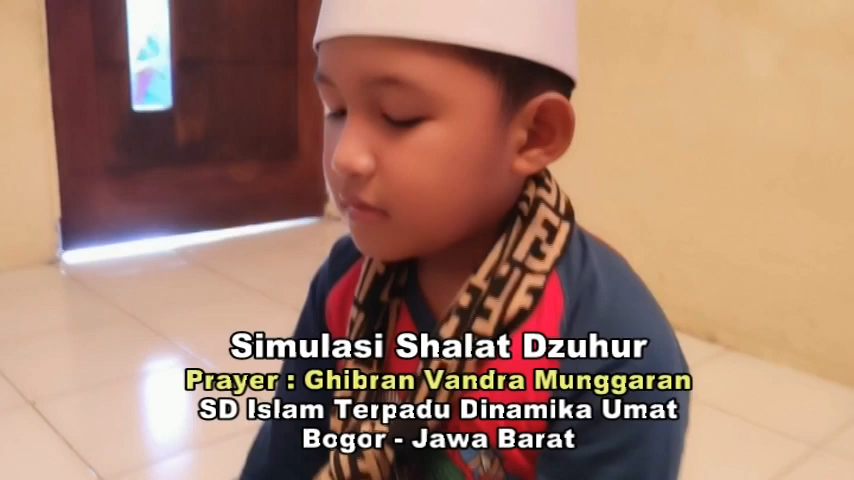 Simulasi Shalat Dzuhur
Prayer : Ghibran Vandra Munggaran
SD Islam Terpadu Dinamika Umat
Bogor - Jawa Barat